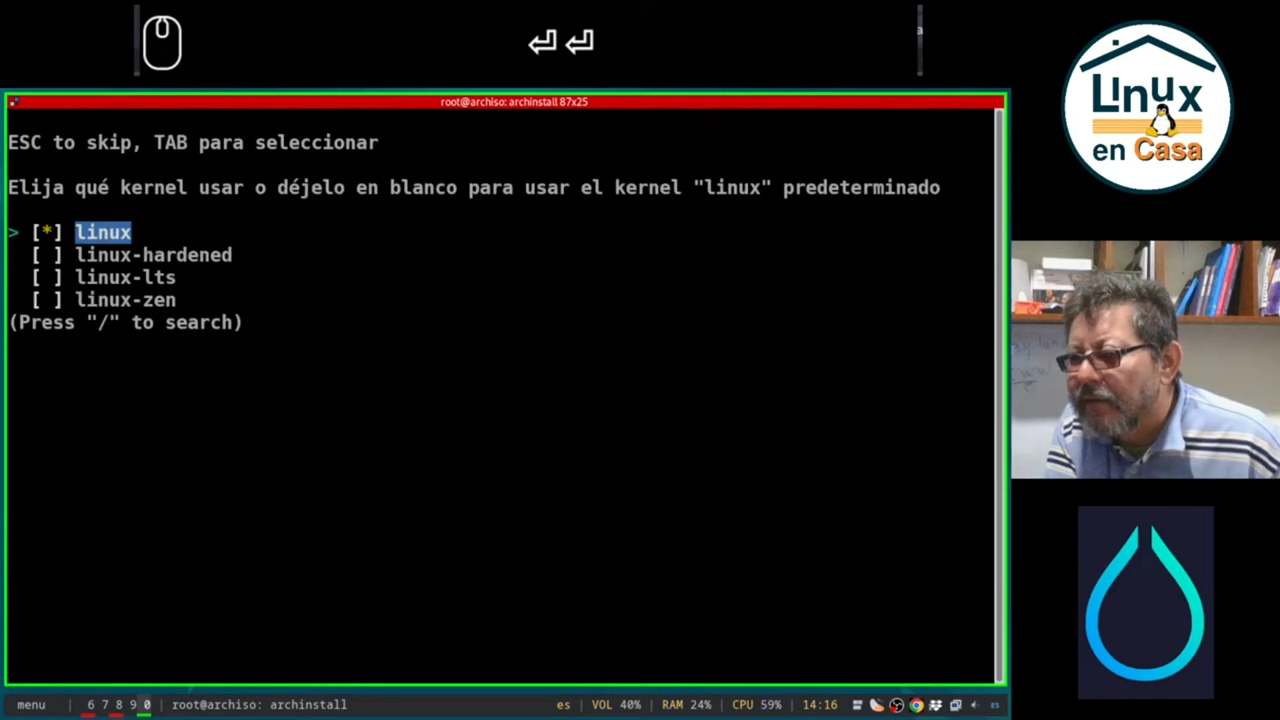 root@archiso: archinstall 87x25
ESC to skip, TAB para seleccionar
Elija qué kernel usar o déjelo en blanco para usar el kernel "linux" predeterminado
> [*] linux
[ ] linux-hardened
[ ] linux-lts
[ ] linux-zen
(Press "/" to search)
menu | 6 7 8 9 0 | root@archiso: archinstall
es | VOL 40% | RAM 24% | CPU 59% | 14:16
ES
Linux
en Casa